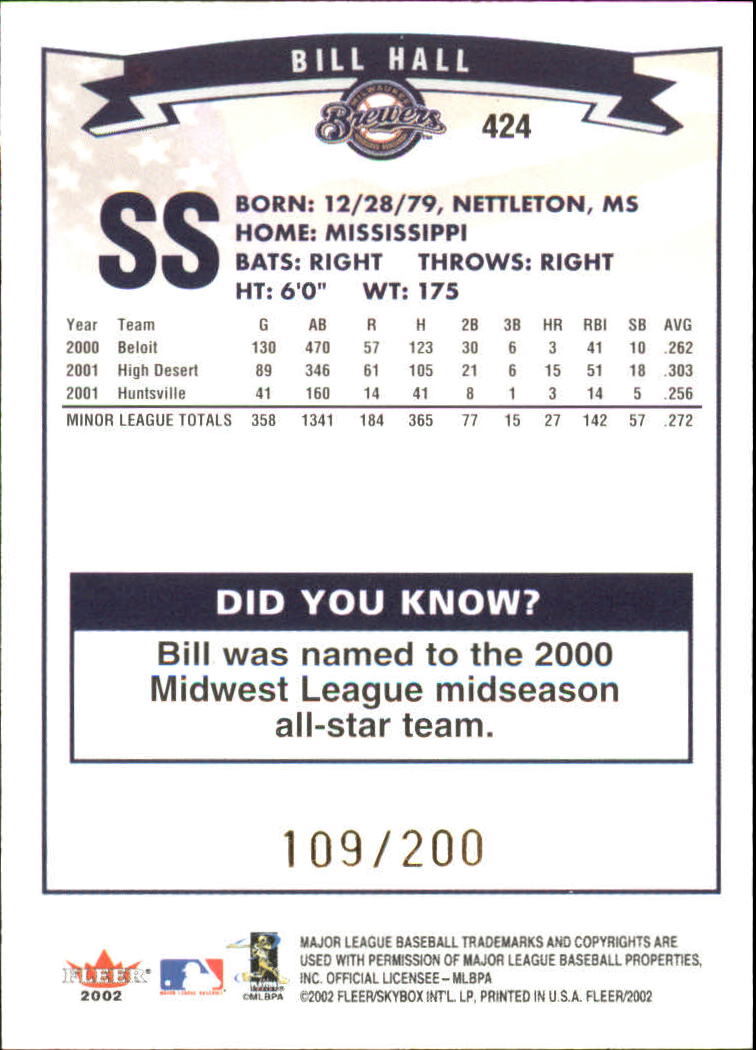 BILL HALL
MILWAUKEE
Brewers
424
SS
BORN: 12/28/79, NETTLETON, MS
HOME: MISSISSIPPI
BATS: RIGHT THROWS: RIGHT
HT: 6'0" WT: 175
Year Team G AB R H 2B 3B HR RBI SB AVG
2000 Beloit 130 470 57 123 30 6 3 41 10 .262
2001 High Desert 89 346 61 105 21 6 15 51 18 .303
2001 Huntsville 41 160 14 41 8 1 3 14 5 .256
MINOR LEAGUE TOTALS 358 1341 184 365 77 15 27 142 57 .272
DID YOU KNOW?
Bill was named to the 2000
Midwest League midseason
all-star team.
109/200
FLEER®
2002
MAJOR LEAGUE BASEBALL
PLAYERS
©MLBPA
MAJOR LEAGUE BASEBALL TRADEMARKS AND COPYRIGHTS ARE
USED WITH PERMISSION OF MAJOR LEAGUE BASEBALL PROPERTIES,
INC. OFFICIAL LICENSEE – MLBPA
©2002 FLEER/SKYBOX INT'L. LP, PRINTED IN U.S.A. FLEER/2002